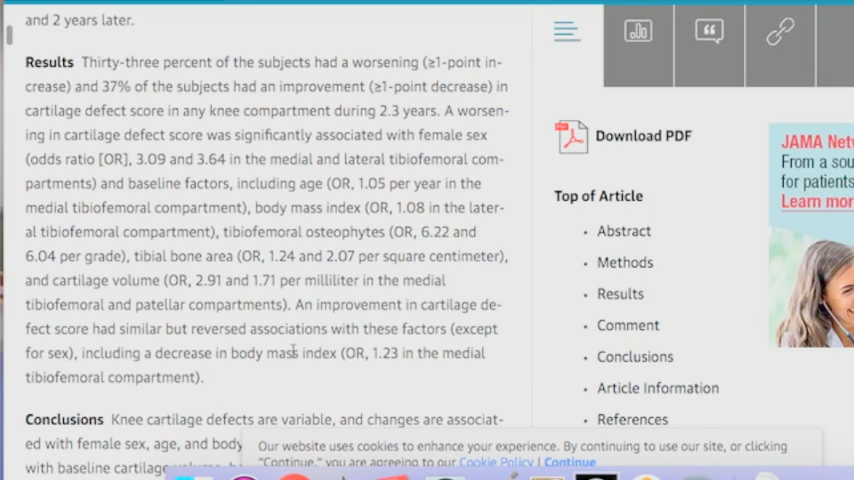 and 2 years later.
Results Thirty-three percent of the subjects had a worsening (≥1-point in-
crease) and 37% of the subjects had an improvement (≥1-point decrease) in
cartilage defect score in any knee compartment during 2.3 years. A worsen-
ing in cartilage defect score was significantly associated with female sex
(odds ratio [OR], 3.09 and 3.64 in the medial and lateral tibiofemoral com-
partments) and baseline factors, including age (OR, 1.05 per year in the
medial tibiofemoral compartment), body mass index (OR, 1.08 in the later-
al tibiofemoral compartment), tibiofemoral osteophytes (OR, 6.22 and
6.04 per grade), tibial bone area (OR, 1.24 and 2.07 per square centimeter),
and cartilage volume (OR, 2.91 and 1.71 per milliliter in the medial
tibiofemoral and patellar compartments). An improvement in cartilage de-
fect score had similar but reversed associations with these factors (except
for sex), including a decrease in body mass index (OR, 1.23 in the medial
tibiofemoral compartment).
Conclusions Knee cartilage defects are variable, and changes are associat-
ed with female sex, age, and body
with baseline cartilage
Download PDF
Top of Article
• Abstract
• Methods
• Results
• Comment
• Conclusions
• Article Information
• References
JAMA Netw
From a sou
for patients
Learn mor
Our website uses cookies to enhance your experience. By continuing to use our site, or clicking
"Continue," you are agreeing to our Cookie Policy | Continue